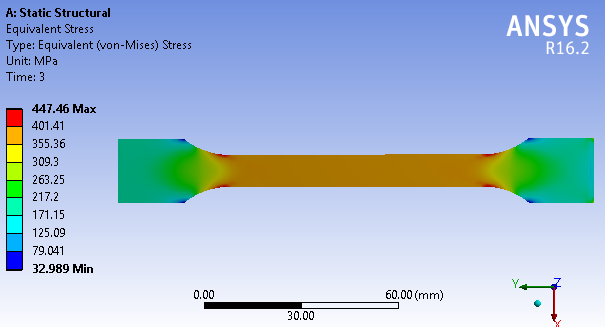 A: Static Structural
Equivalent Stress
Type: Equivalent (von-Mises) Stress
Unit: MPa
Time: 3
ANSYS
R16.2
447.46 Max
401.41
355.36
309.3
263.25
217.2
171.15
125.09
79.041
32.989 Min
0.00
60.00 (mm)
30.00
Y
Z
X